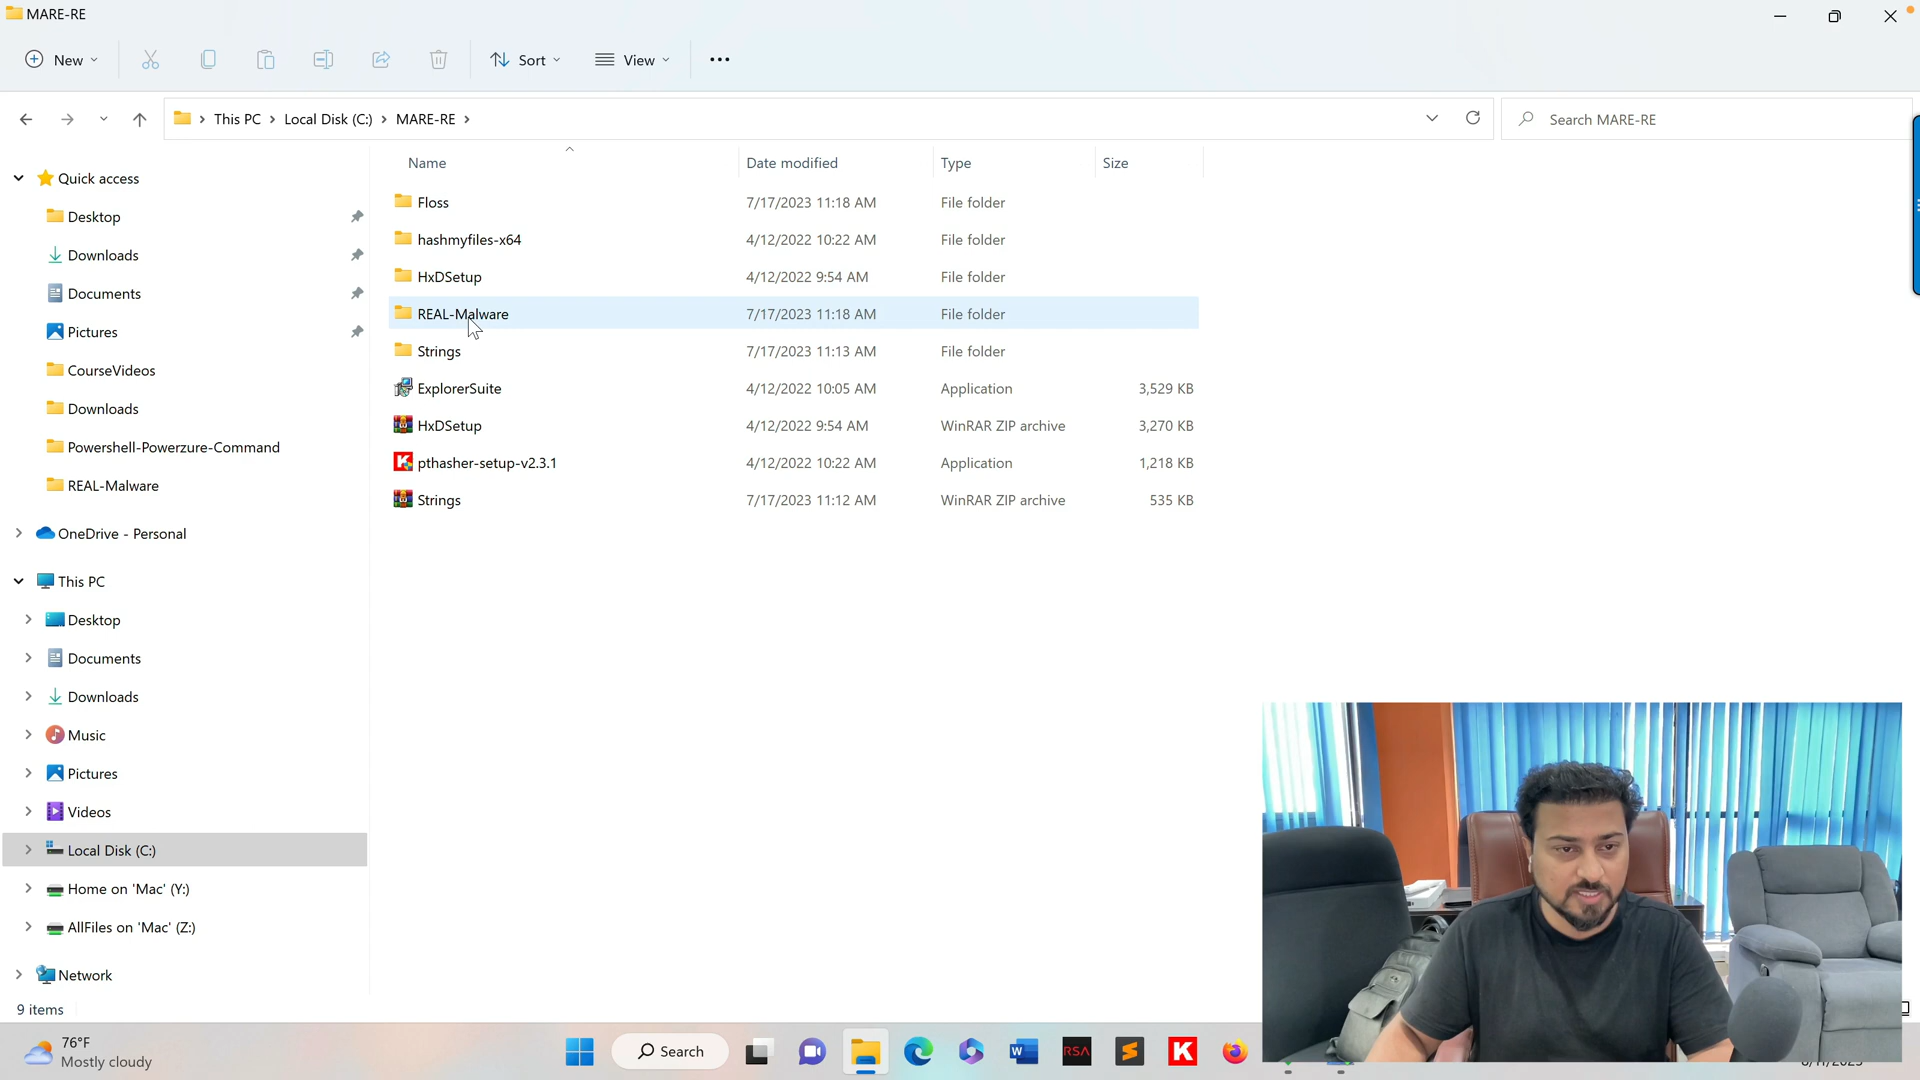 MARE-RE
New
Sort
View
This PC
Local Disk (C:)
MARE-RE
Search MARE-RE
Name
Date modified
Type
Size
Floss 7/17/2023 11:18 AM File folder
hashmyfiles-x64 4/12/2022 10:22 AM File folder
HxDSetup 4/12/2022 9:54 AM File folder
REAL-Malware 7/17/2023 11:18 AM File folder
Strings 7/17/2023 11:13 AM File folder
ExplorerSuite 4/12/2022 10:05 AM Application 3,529 KB
HxDSetup 4/12/2022 9:54 AM WinRAR ZIP archive 3,270 KB
pthasher-setup-v2.3.1 4/12/2022 10:22 AM Application 1,218 KB
Strings 7/17/2023 11:12 AM WinRAR ZIP archive 535 KB
Quick access
Desktop
Downloads
Documents
Pictures
CourseVideos
Downloads
Powershell-Powerzure-Command
REAL-Malware
OneDrive - Personal
This PC
Desktop
Documents
Downloads
Music
Pictures
Videos
Local Disk (C:)
Home on 'Mac' (Y:)
AllFiles on 'Mac' (Z:)
Network
9 items
76°F
Mostly cloudy
Search
RSA